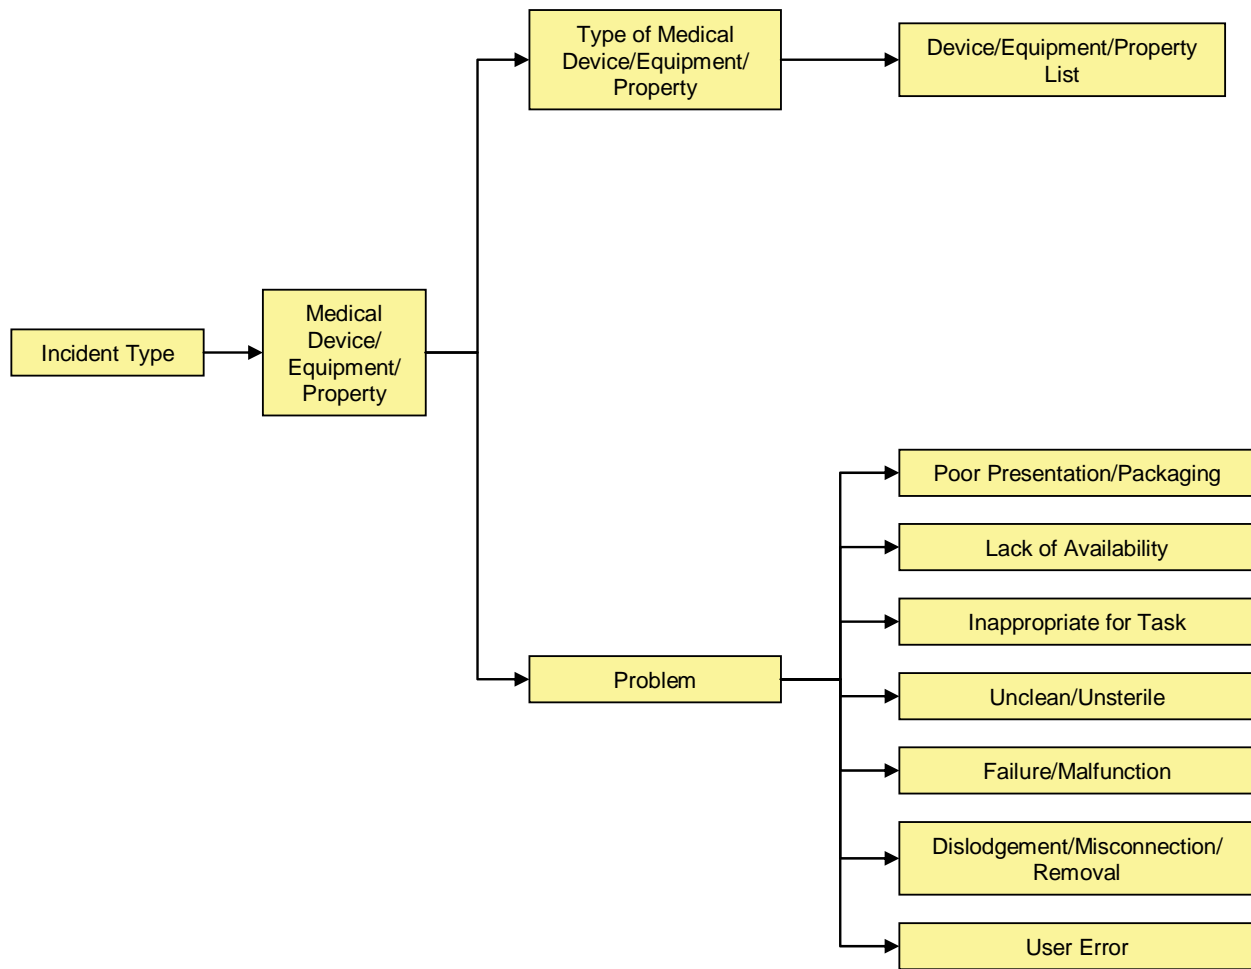 Type of Medical
Device/Equipment/
Property
Device/Equipment/Property
List
Incident Type
Medical
Device/
Equipment/
Property
Problem
Poor Presentation/Packaging
Lack of Availability
Inappropriate for Task
Unclean/Unsterile
Failure/Malfunction
Dislodgement/Misconnection/
Removal
User Error